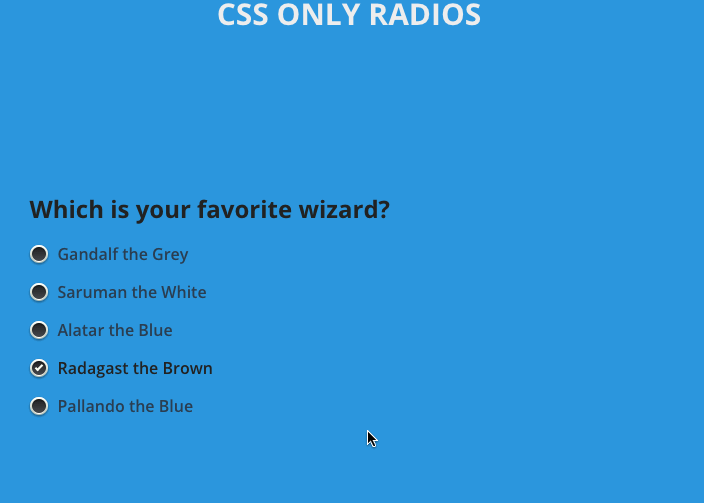 CSS ONLY RADIOS
Which is your favorite wizard?
Gandalf the Grey
Saruman the White
Alatar the Blue
Radagast the Brown
Pallando the Blue